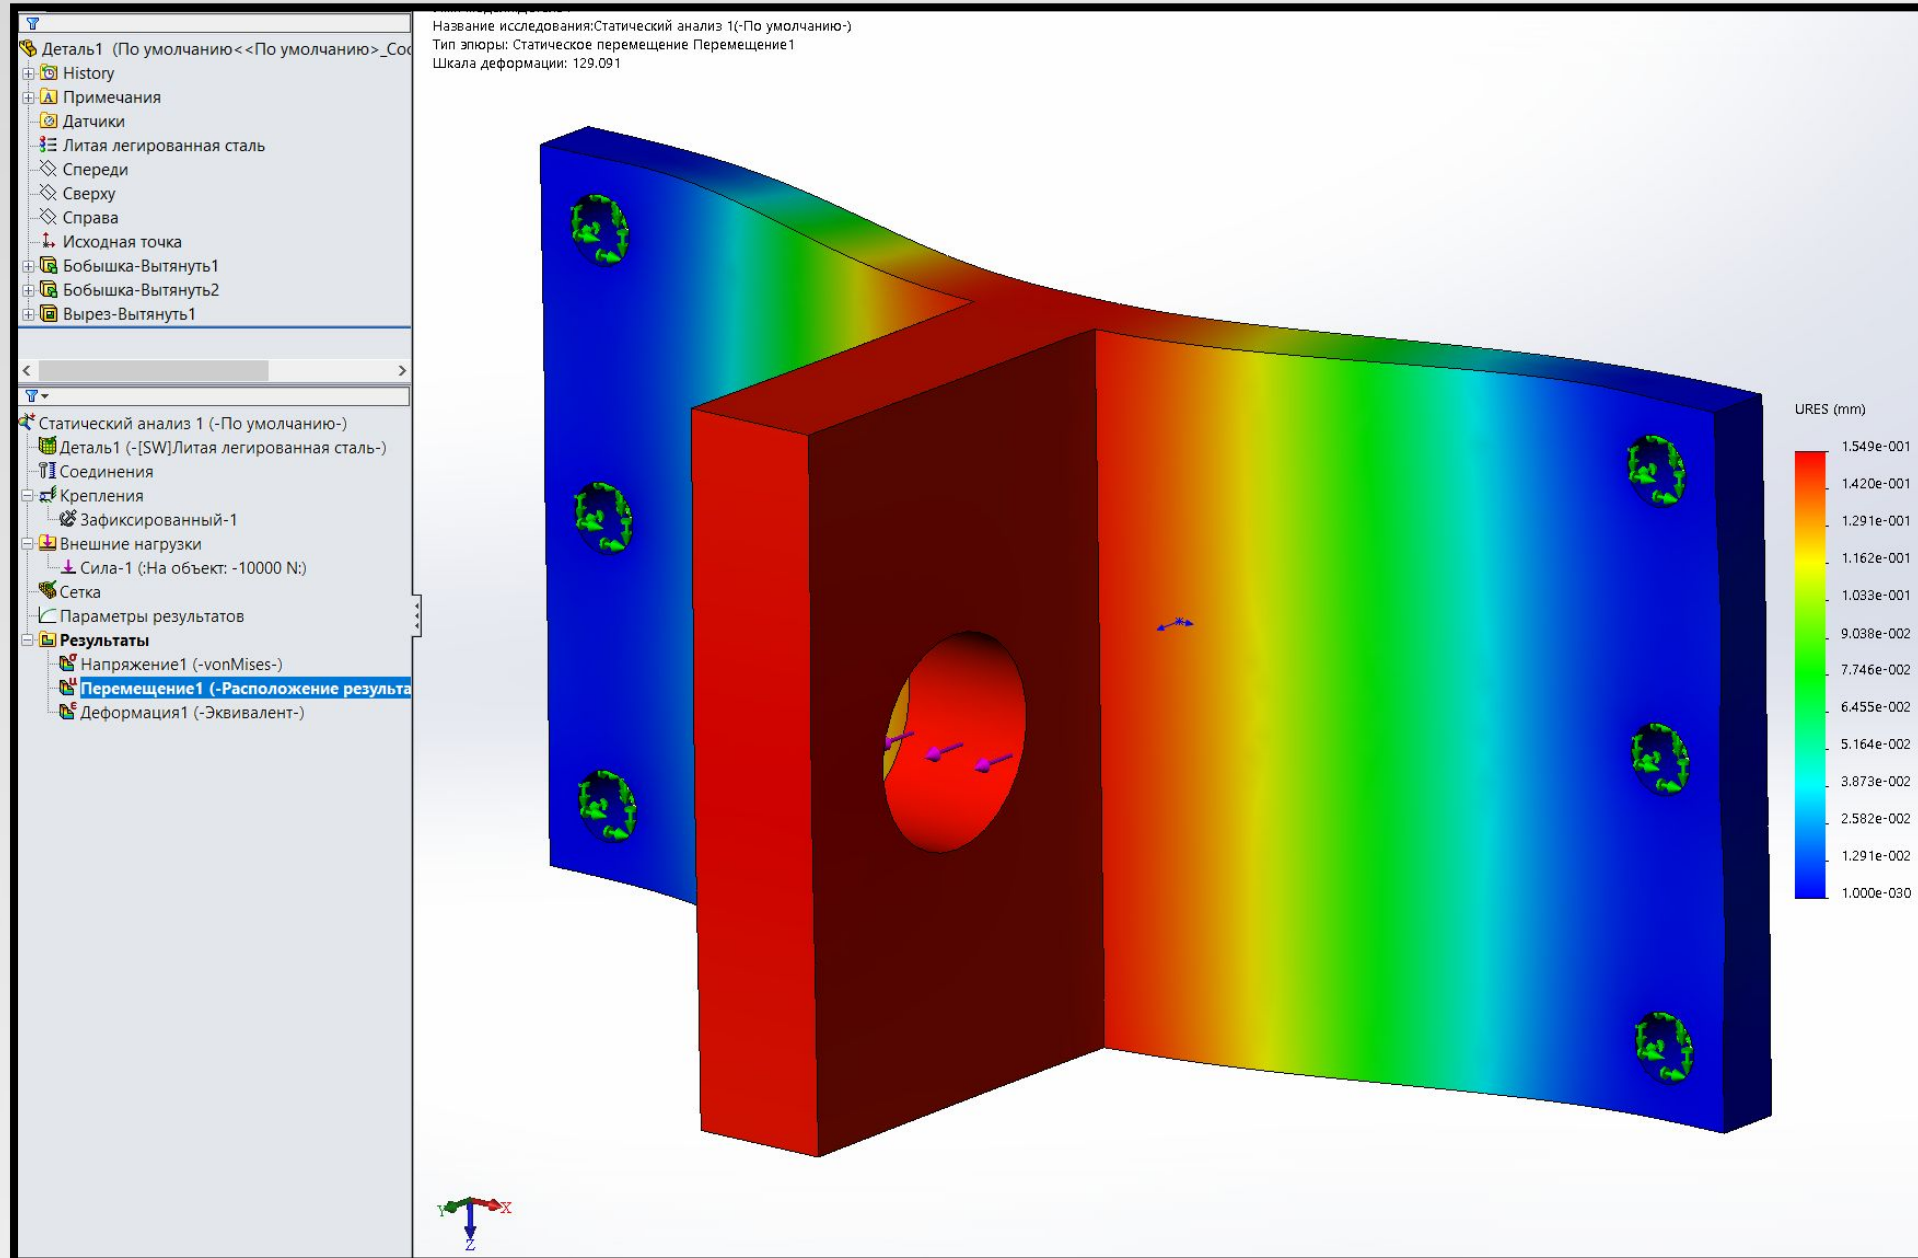 Название исследования:Статический анализ 1(-По умолчанию-)
Тип эпюры: Статическое перемещение Перемещение1
Шкала деформации: 129.091
Деталь1 (По умолчанию<<По умолчанию>_Сос
History
Примечания
Датчики
Литая легированная сталь
Спереди
Сверху
Справа
Исходная точка
Бобышка-Вытянуть1
Бобышка-Вытянуть2
Вырез-Вытянуть1
Статический анализ 1 (-По умолчанию-)
Деталь1 (-[SW]Литая легированная сталь-)
Соединения
Крепления
Зафиксированный-1
Внешние нагрузки
Сила-1 (:На объект: -10000 N:)
Сетка
Параметры результатов
Результаты
Напряжение1 (-vonMises-)
Перемещение1 (-Расположение результа
Деформация1 (-Эквивалент-)
URES (mm)
1.549e-001
1.420e-001
1.291e-001
1.162e-001
1.033e-001
9.038e-002
7.746e-002
6.455e-002
5.164e-002
3.873e-002
2.582e-002
1.291e-002
1.000e-030
Y
X
Z